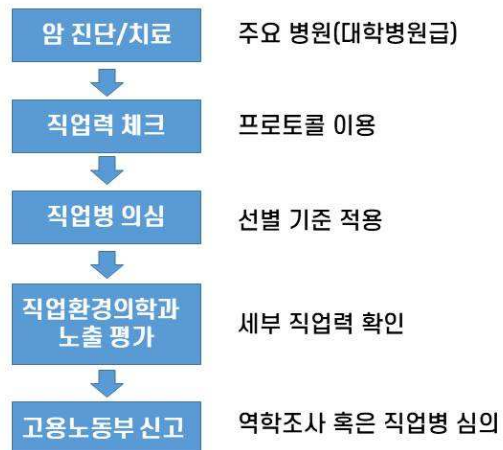 암 진단/치료 주요 병원(대학병원급)
직업력 체크 프로토콜 이용
직업병 의심 선별 기준 적용
직업환경의학과
노출 평가 세부 직업력 확인
고용노동부 신고 역학조사 혹은 직업병 심의